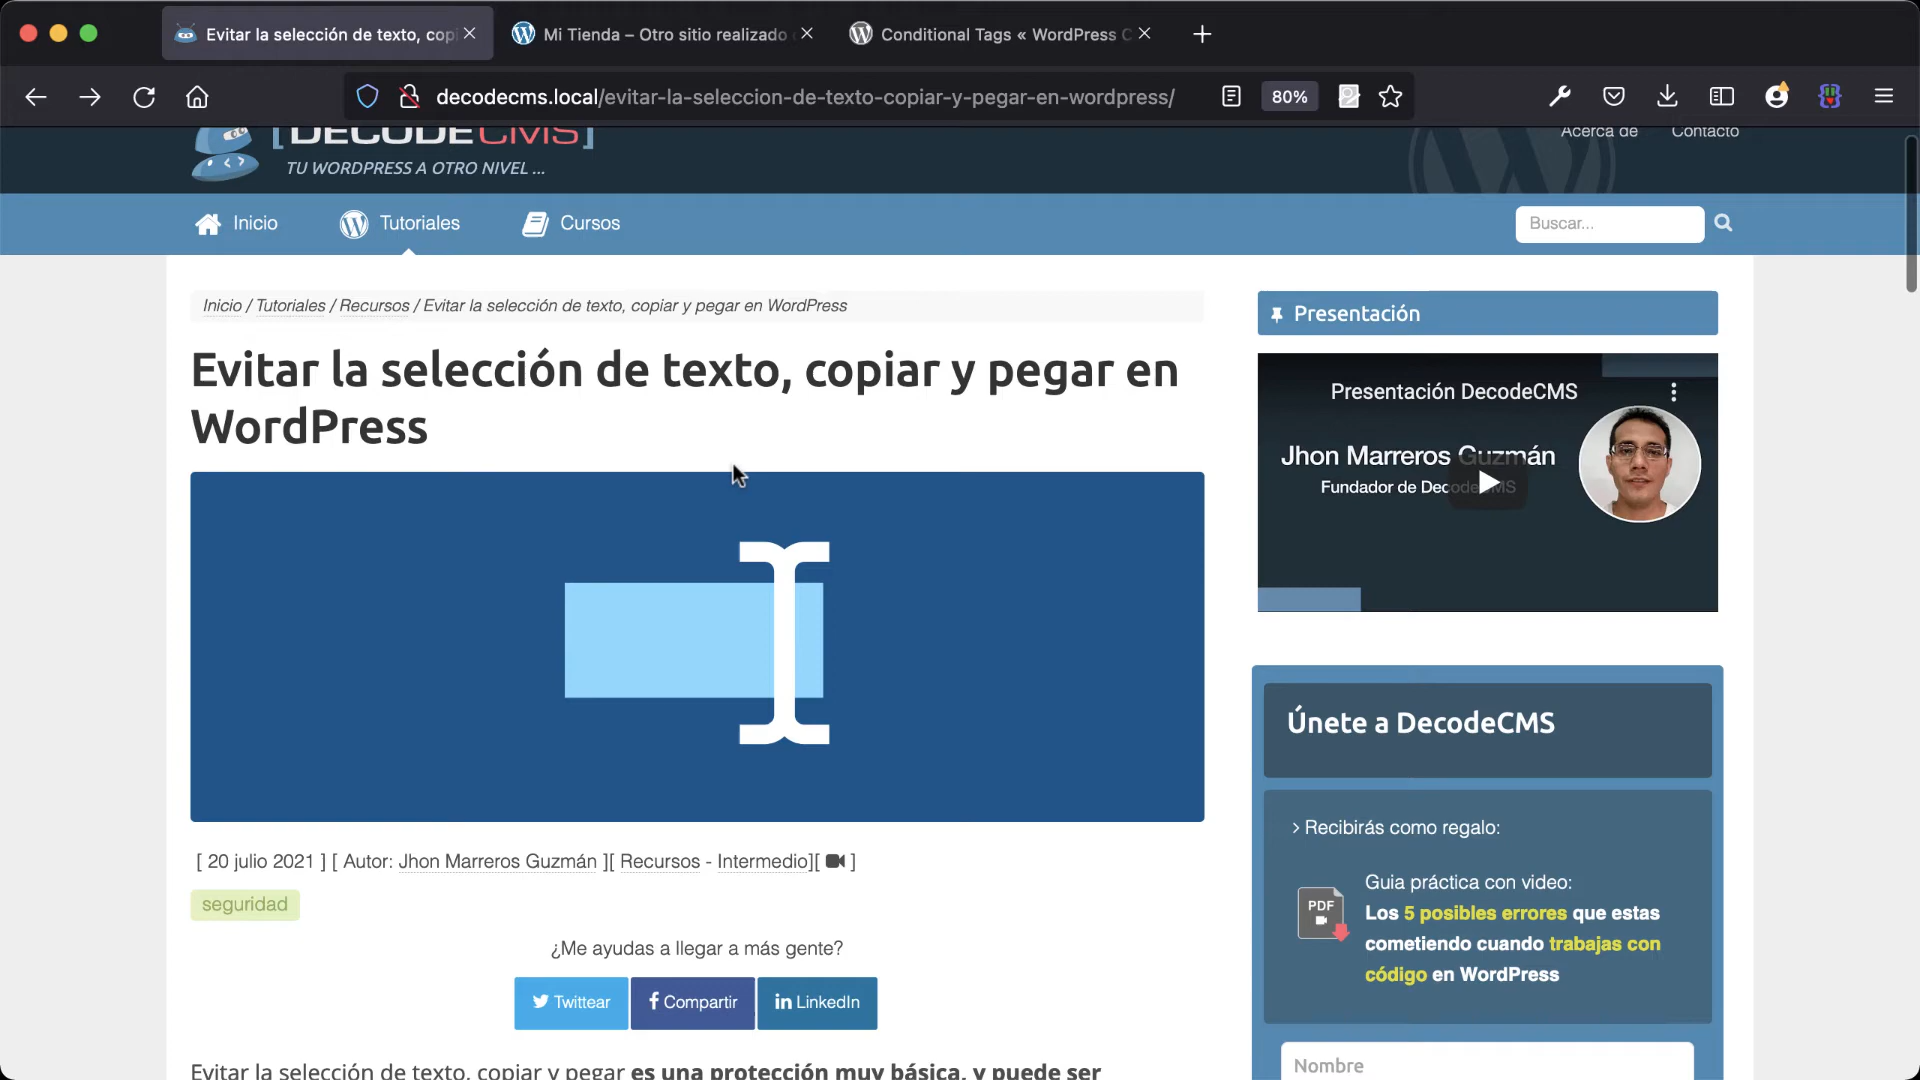 Evitar la selección de texto, copi
Mi Tienda – Otro sitio realizado
Conditional Tags « WordPress C
decodecms.local/evitar-la-seleccion-de-texto-copiar-y-pegar-en-wordpress/
80%
[DECODECMS]
TU WORDPRESS A OTRO NIVEL ...
Acerca de
Contacto
Inicio
Tutoriales
Cursos
Buscar...
Inicio / Tutoriales / Recursos / Evitar la selección de texto, copiar y pegar en WordPress
Evitar la selección de texto, copiar y pegar en
WordPress
[ 20 julio 2021 ] [ Autor: Jhon Marreros Guzmán ][ Recursos - Intermedio][ ]
seguridad
¿Me ayudas a llegar a más gente?
Twittear
Compartir
LinkedIn
Evitar la selección de texto, copiar y pegar es una protección muy básica, y puede ser
Presentación
Presentación DecodeCMS
Jhon Marreros Guzmán
Fundador de DecodeCMS
Únete a DecodeCMS
› Recibirás como regalo:
PDF
Guia práctica con video:
Los 5 posibles errores que estas
cometiendo cuando trabajas con
código en WordPress
Nombre